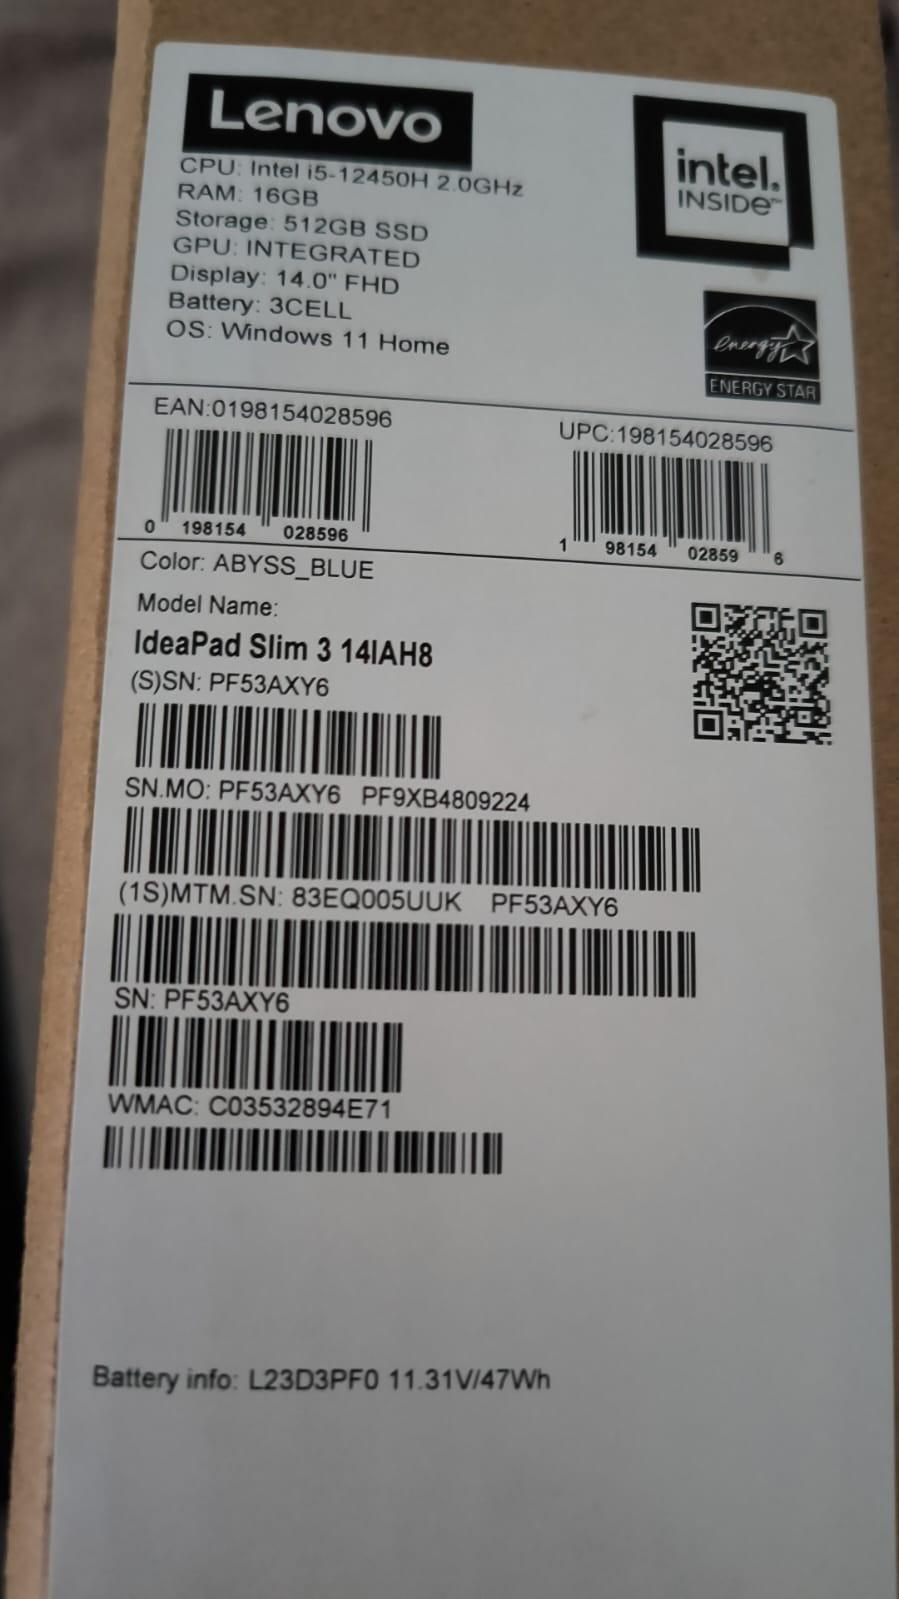 Lenovo
CPU: Intel i5-12450H 2.0GHz
RAM: 16GB
Storage: 512GB SSD
GPU: INTEGRATED
Display: 14.0" FHD
Battery: 3CELL
OS: Windows 11 Home
intel.
INSIDE™
energy
ENERGY STAR
EAN:0198154028596
0 198154 028596
UPC:198154028596
1 98154 02859 6
Color: ABYSS_BLUE
Model Name:
IdeaPad Slim 3 14IAH8
(S)SN: PF53AXY6
SN.MO: PF53AXY6 PF9XB4809224
(1S)MTM.SN: 83EQ005UUK PF53AXY6
SN: PF53AXY6
WMAC: C03532894E71
Battery info: L23D3PF0 11.31V/47Wh